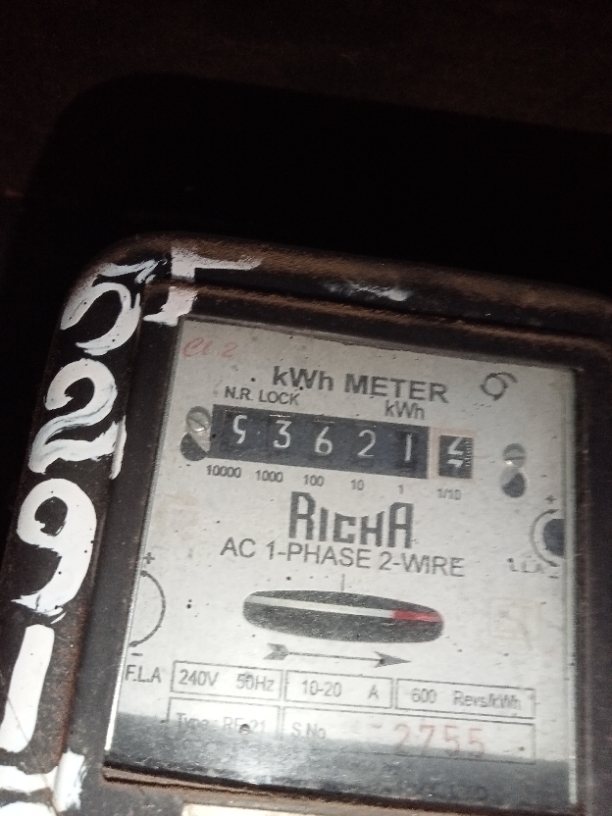 529
Cl. 2
kWh METER
N.R. LOCK
kWh
5 3 6 2 1
10000 1000 100 10 1 1/10
RICHA
AC 1-PHASE 2-WIRE
+ +
- -
F.L.A
240V 50Hz 10-20 A 600 Revs/kWh
S.No. 2755